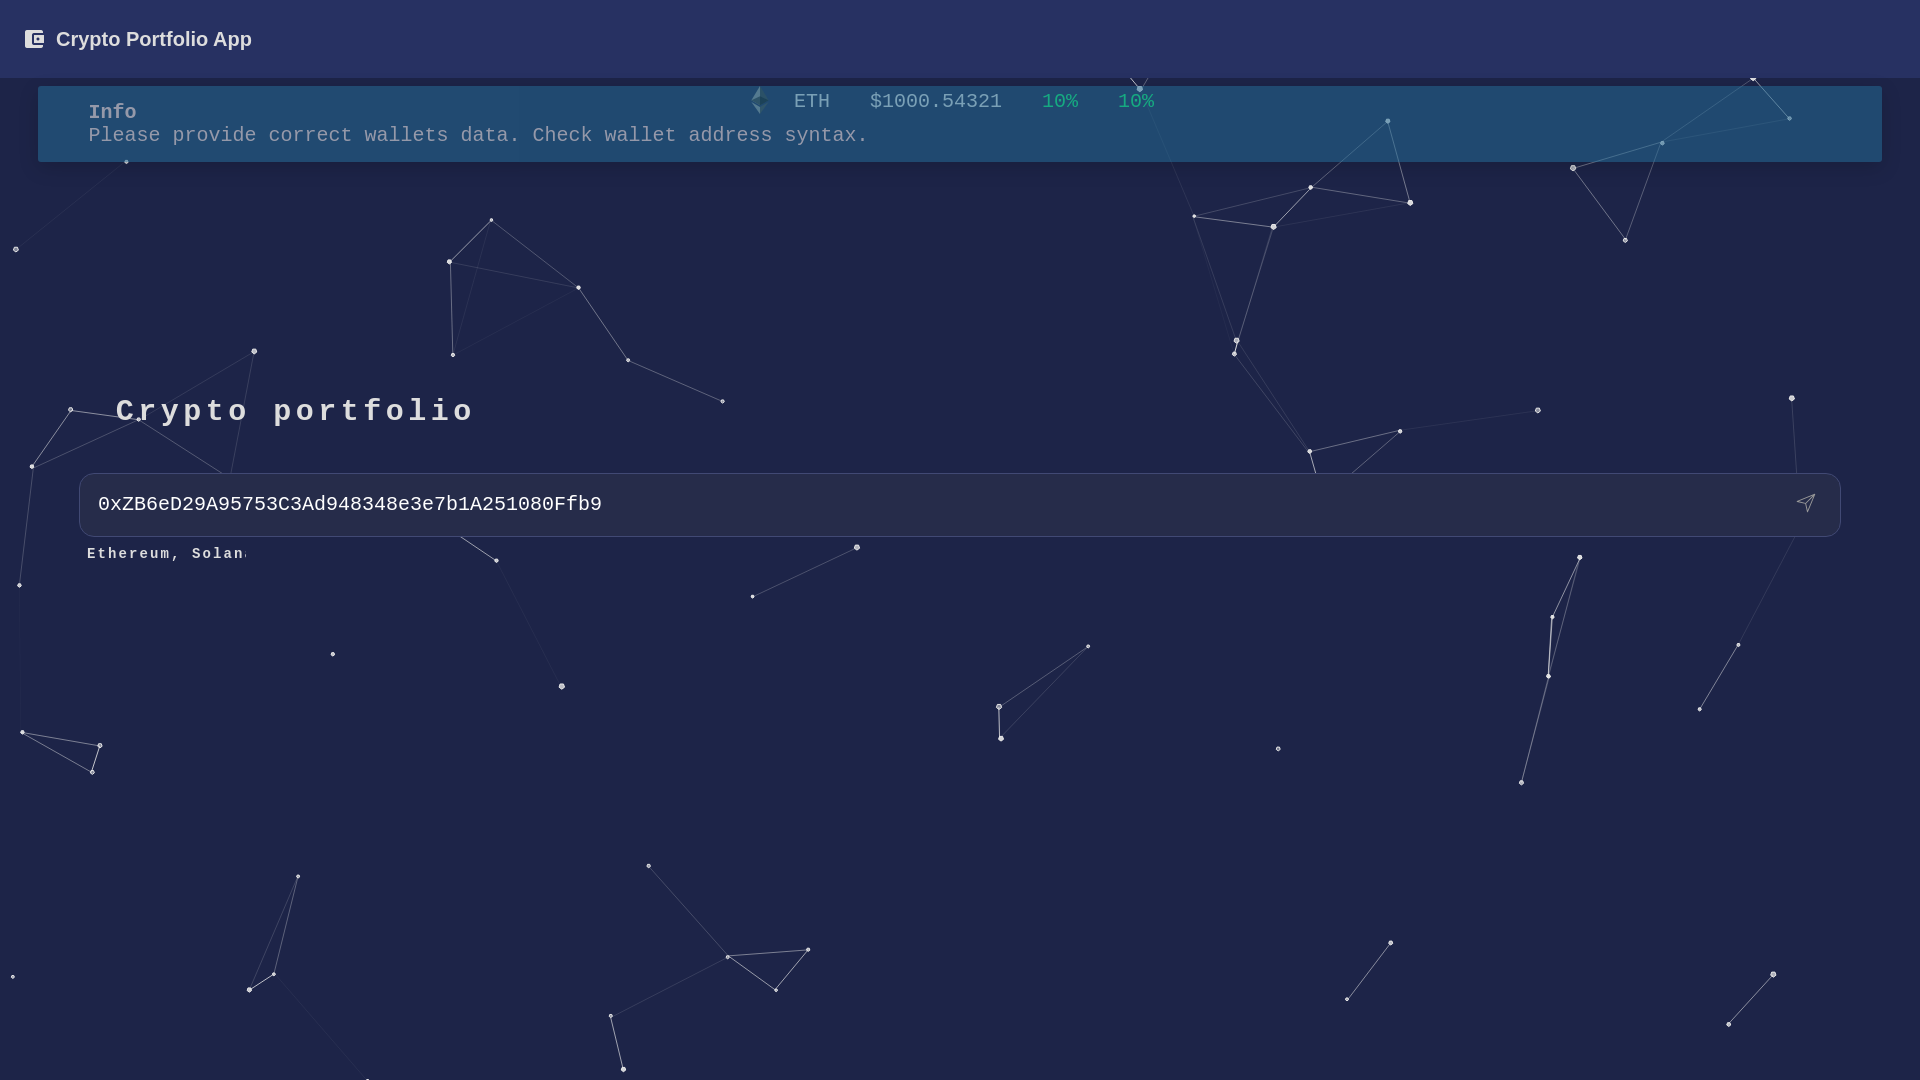 Crypto Portfolio App
ETH $1000.54321 10% 10%
Info
Please provide correct wallets data. Check wallet address syntax.
Crypto portfolio
0xZB6eD29A95753C3Ad948348e3e7b1A251080Ffb9
Ethereum, Solan